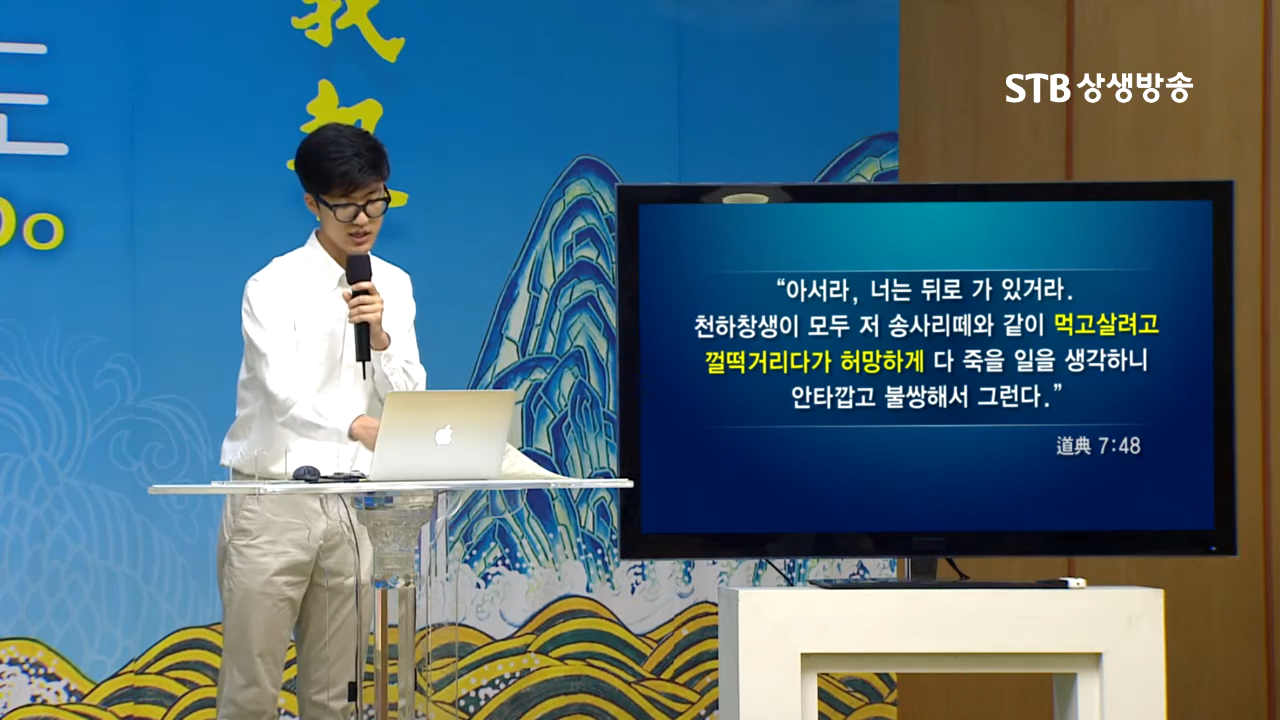 STB 상생방송
도
Do
我
“아서라, 너는 뒤로 가 있거라.
천하창생이 모두 저 송사리떼와 같이 먹고살려고
껄떡거리다가 허망하게 다 죽을 일을 생각하니
안타깝고 불쌍해서 그런다.”
道典 7:48